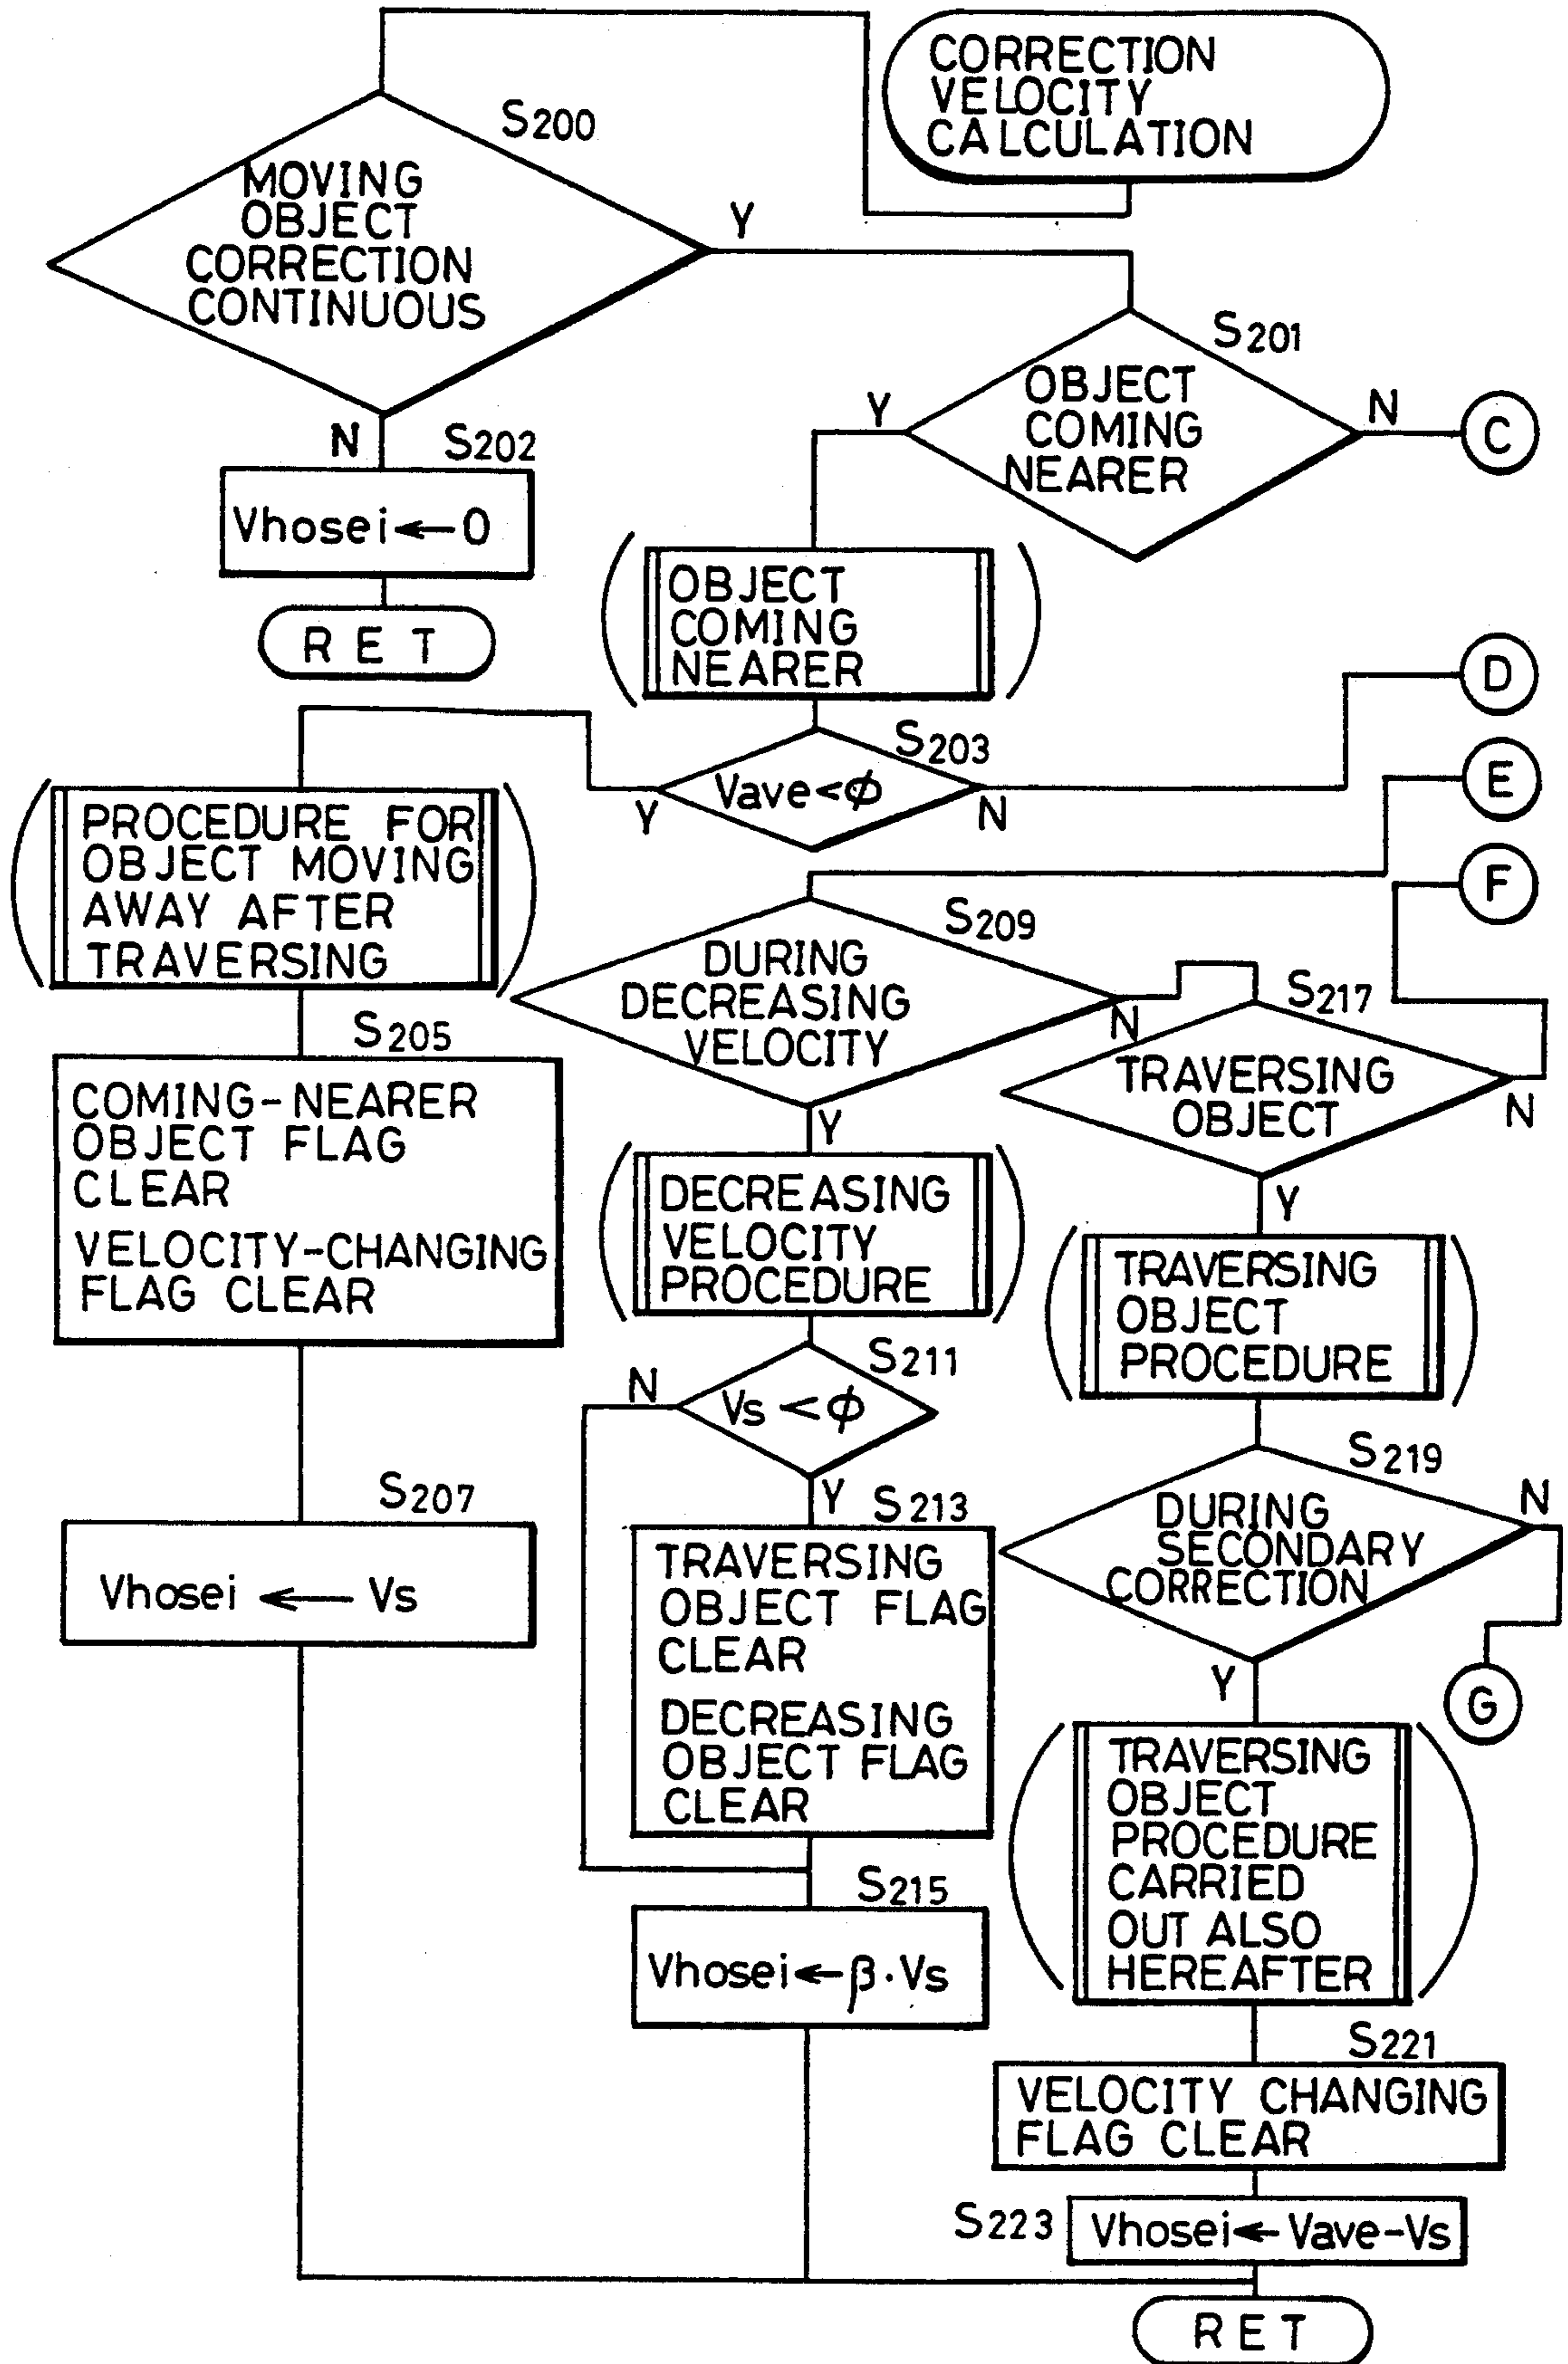 CORRECTION
VELOCITY
CALCULATION
S200
MOVING
OBJECT
CORRECTION
CONTINUOUS
Y
N
S201
OBJECT
COMING
NEARER
Y
N
C
S202
Vhosei←0
RET
OBJECT
COMING
NEARER
D
S203
Vave<φ
Y
N
E
PROCEDURE FOR
OBJECT MOVING
AWAY AFTER
TRAVERSING
F
S209
DURING
DECREASING
VELOCITY
N
Y
S217
TRAVERSING
OBJECT
N
Y
S205
COMING-NEARER
OBJECT FLAG
CLEAR
VELOCITY-CHANGING
FLAG CLEAR
DECREASING
VELOCITY
PROCEDURE
TRAVERSING
OBJECT
PROCEDURE
S211
Vs<φ
N
Y
S219
DURING
SECONDARY
CORRECTION
N
Y
G
S207
Vhosei ← Vs
S213
TRAVERSING
OBJECT FLAG
CLEAR
DECREASING
OBJECT FLAG
CLEAR
TRAVERSING
OBJECT
PROCEDURE
CARRIED
OUT ALSO
HEREAFTER
S215
Vhosei←β·Vs
S221
VELOCITY CHANGING
FLAG CLEAR
S223
Vhosei←Vave-Vs
RET